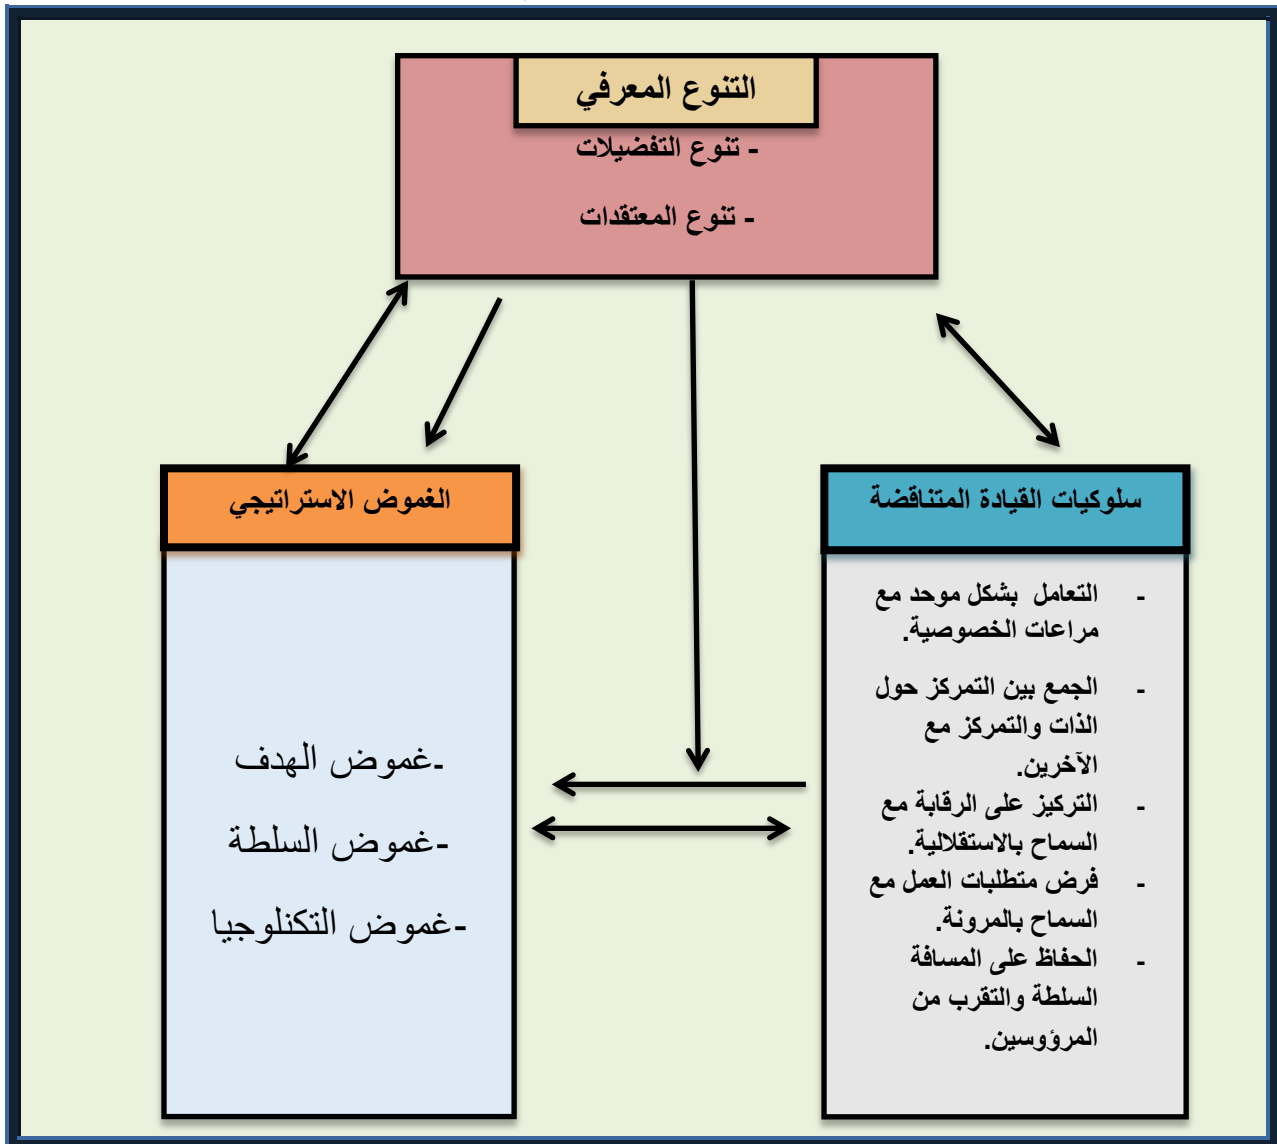 التنوع المعرفي
- تنوع التفضيلات
- تنوع المعتقدات
سلوكيات القيادة المتناقضة
- التعامل بشكل موحد مع
مراعات الخصوصية.
- الجمع بين التمركز حول
الذات والتمركز مع
الآخرين.
- التركيز على الرقابة مع
السماح بالاستقلالية.
- فرض متطلبات العمل مع
السماح بالمرونة.
- الحفاظ على المسافة
السلطة والتقرب من
المرؤوسين.
الغموض الاستراتيجي
-غموض الهدف
-غموض السلطة
-غموض التكنلوجيا